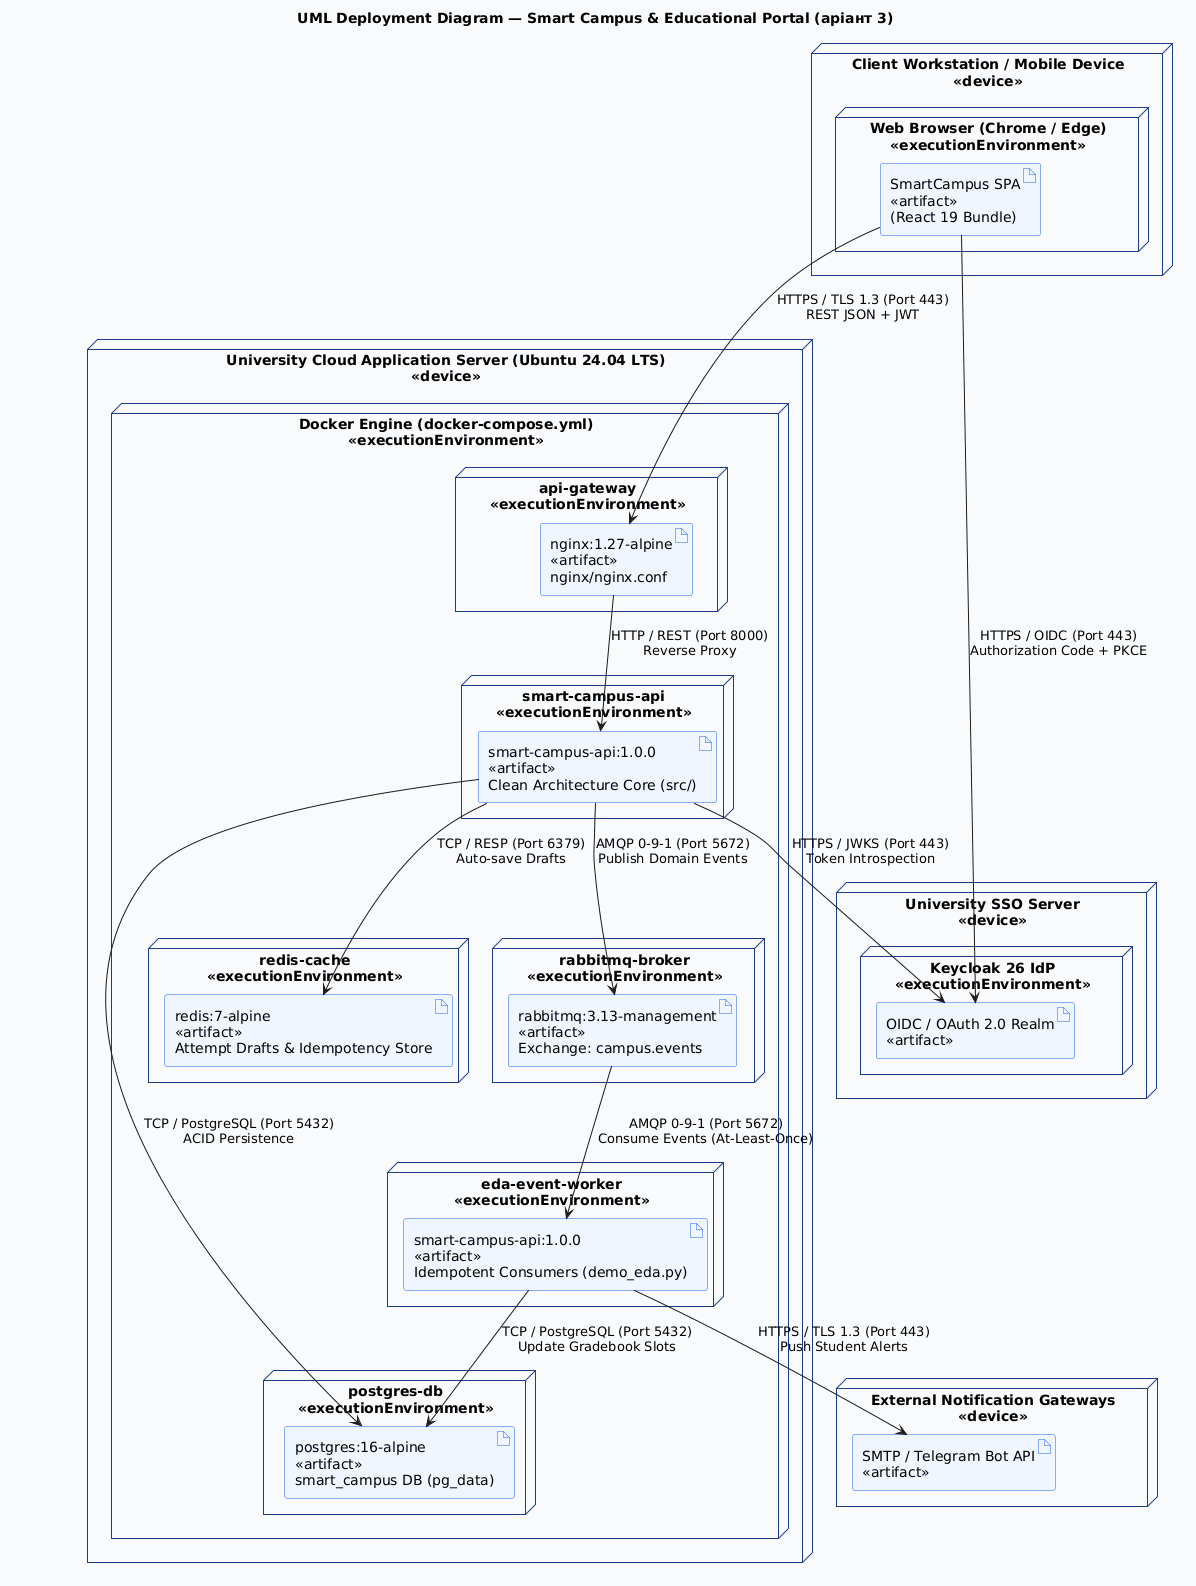 UML Deployment Diagram — Smart Campus & Educational Portal (аріант 3)
Client Workstation / Mobile Device
«device»
Web Browser (Chrome / Edge)
«executionEnvironment»
SmartCampus SPA
«artifact»
(React 19 Bundle)
HTTPS / TLS 1.3 (Port 443)
REST JSON + JWT
University Cloud Application Server (Ubuntu 24.04 LTS)
«device»
Docker Engine (docker-compose.yml)
«executionEnvironment»
api-gateway
«executionEnvironment»
nginx:1.27-alpine
«artifact»
nginx/nginx.conf
HTTP / REST (Port 8000)
Reverse Proxy
HTTPS / OIDC (Port 443)
Authorization Code + PKCE
smart-campus-api
«executionEnvironment»
smart-campus-api:1.0.0
«artifact»
Clean Architecture Core (src/)
TCP / RESP (Port 6379)
Auto-save Drafts
AMQP 0-9-1 (Port 5672)
Publish Domain Events
HTTPS / JWKS (Port 443)
Token Introspection
University SSO Server
«device»
Keycloak 26 IdP
«executionEnvironment»
OIDC / OAuth 2.0 Realm
«artifact»
redis-cache
«executionEnvironment»
redis:7-alpine
«artifact»
Attempt Drafts & Idempotency Store
rabbitmq-broker
«executionEnvironment»
rabbitmq:3.13-management
«artifact»
Exchange: campus.events
TCP / PostgreSQL (Port 5432)
ACID Persistence
AMQP 0-9-1 (Port 5672)
Consume Events (At-Least-Once)
eda-event-worker
«executionEnvironment»
smart-campus-api:1.0.0
«artifact»
Idempotent Consumers (demo_eda.py)
TCP / PostgreSQL (Port 5432)
Update Gradebook Slots
HTTPS / TLS 1.3 (Port 443)
Push Student Alerts
postgres-db
«executionEnvironment»
postgres:16-alpine
«artifact»
smart_campus DB (pg_data)
External Notification Gateways
«device»
SMTP / Telegram Bot API
«artifact»